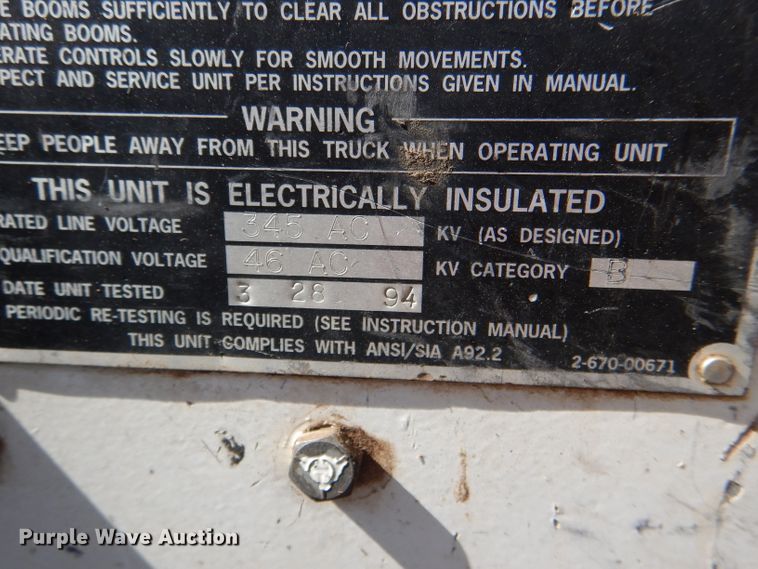 BOOMS SUFFICIENTLY TO CLEAR ALL OBSTRUCTIONS BEFORE
ATING BOOMS.
ERATE CONTROLS SLOWLY FOR SMOOTH MOVEMENTS.
PECT AND SERVICE UNIT PER INSTRUCTIONS GIVEN IN MANUAL.
WARNING
EEP PEOPLE AWAY FROM THIS TRUCK WHEN OPERATING UNIT
THIS UNIT IS ELECTRICALLY INSULATED
RATED LINE VOLTAGE 345 AC KV (AS DESIGNED)
QUALIFICATION VOLTAGE 46 AC KV CATEGORY B
DATE UNIT TESTED 3 28 94
PERIODIC RE-TESTING IS REQUIRED (SEE INSTRUCTION MANUAL)
THIS UNIT COMPLIES WITH ANSI/SIA A92.2 2-670-00671
Purple Wave Auction